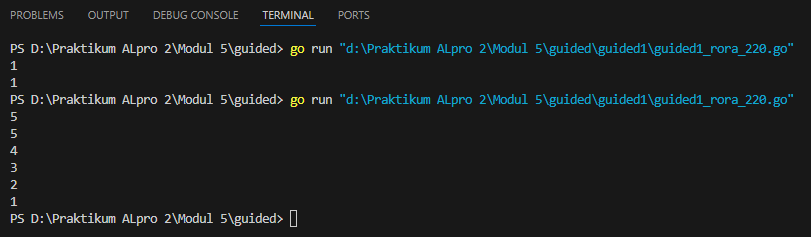 PROBLEMS OUTPUT DEBUG CONSOLE TERMINAL PORTS
PS D:\Praktikum ALpro 2\Modul 5\guided> go run "d:\Praktikum ALpro 2\Modul 5\guided\guided1\guided1_rora_220.go"
1
1
PS D:\Praktikum ALpro 2\Modul 5\guided> go run "d:\Praktikum ALpro 2\Modul 5\guided\guided1\guided1_rora_220.go"
5
5
4
3
2
1
PS D:\Praktikum ALpro 2\Modul 5\guided>